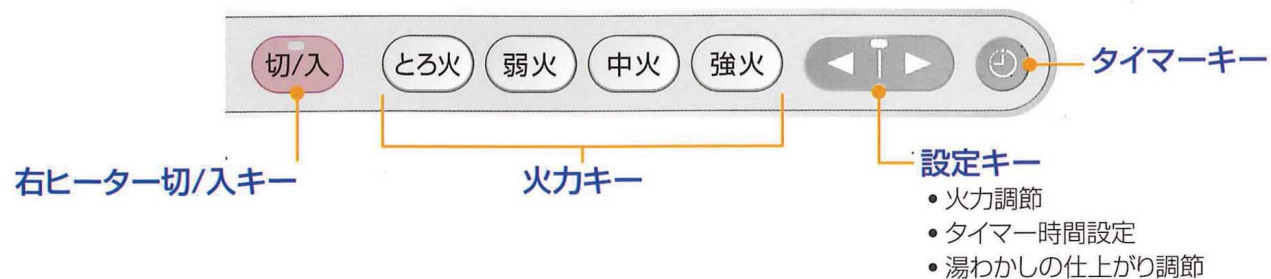 切/入 とろ火 弱火 中火 強火
タイマーキー
右ヒーター切/入キー
火力キー
設定キー
• 火力調節
• タイマー時間設定
• 湯わかしの仕上がり調節